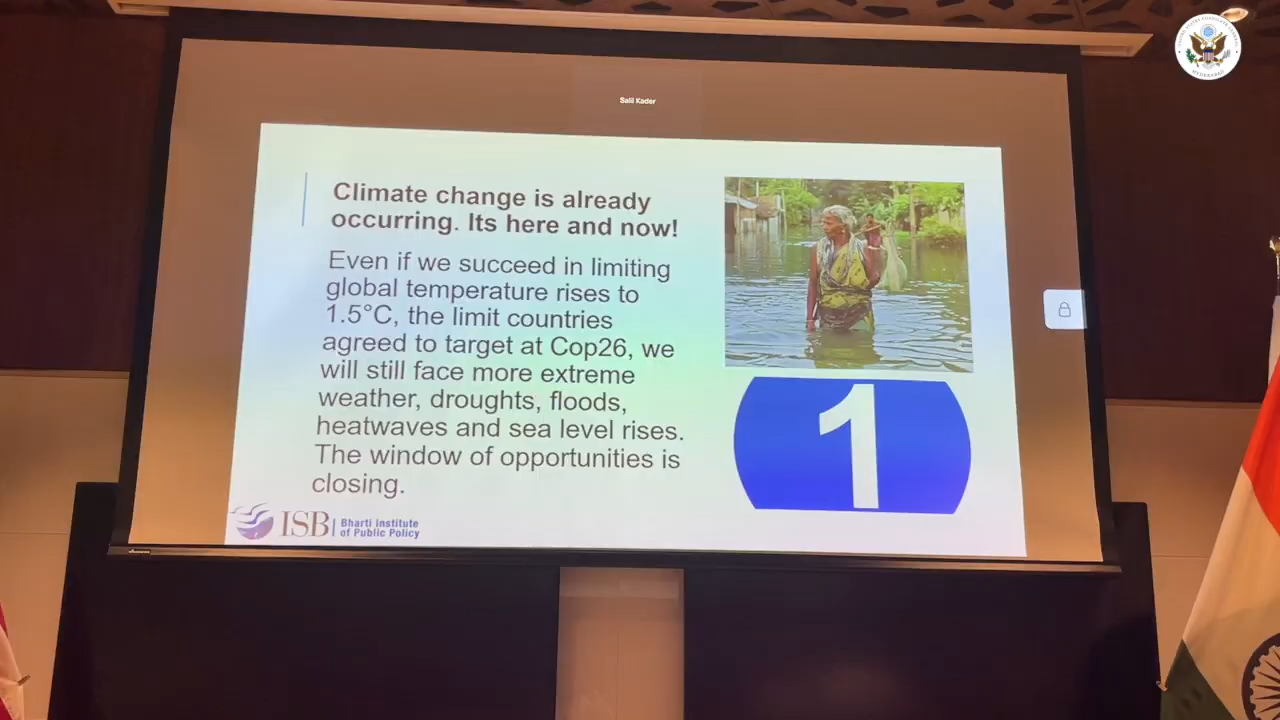 Salil Kader
Climate change is already
occurring. Its here and now!
Even if we succeed in limiting
global temperature rises to
1.5°C, the limit countries
agreed to target at Cop26, we
will still face more extreme
weather, droughts, floods,
heatwaves and sea level rises.
The window of opportunities is
closing.
1
ISB
Bharti Institute
of Public Policy
HYDERABAD